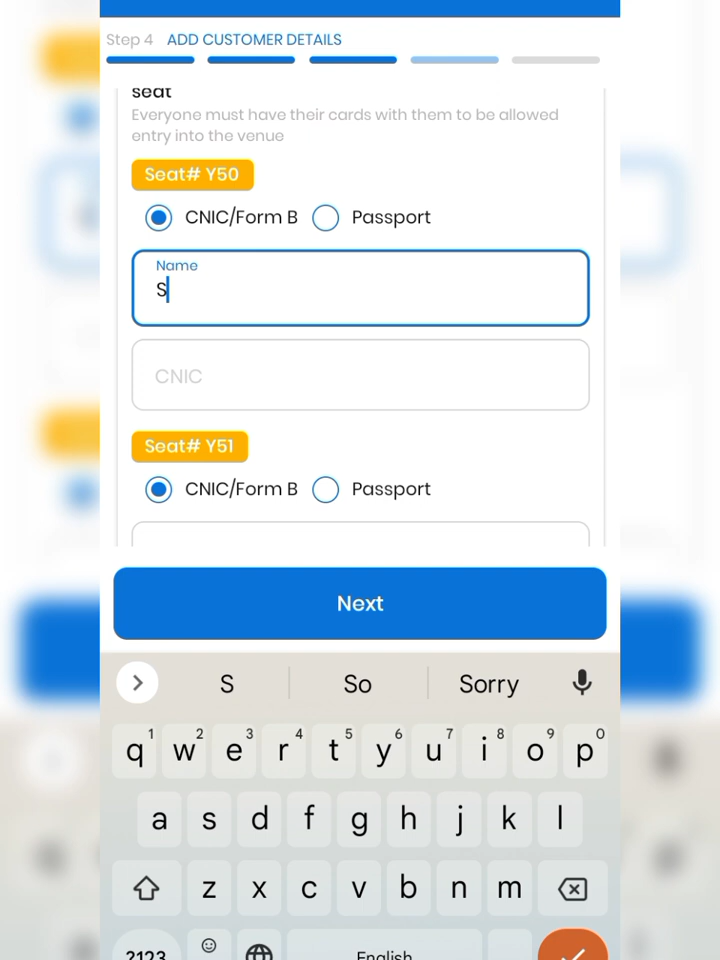 Step 4 ADD CUSTOMER DETAILS
seat
Everyone must have their cards with them to be allowed
entry into the venue
Seat# Y50
CNIC/Form B Passport
Name
S
CNIC
Seat# Y51
CNIC/Form B Passport
Next
S So Sorry
1 2 3 4 5 6 7 8 9 0
q w e r t y u i o p
a s d f g h j k l
z x c v b n m
?123 English